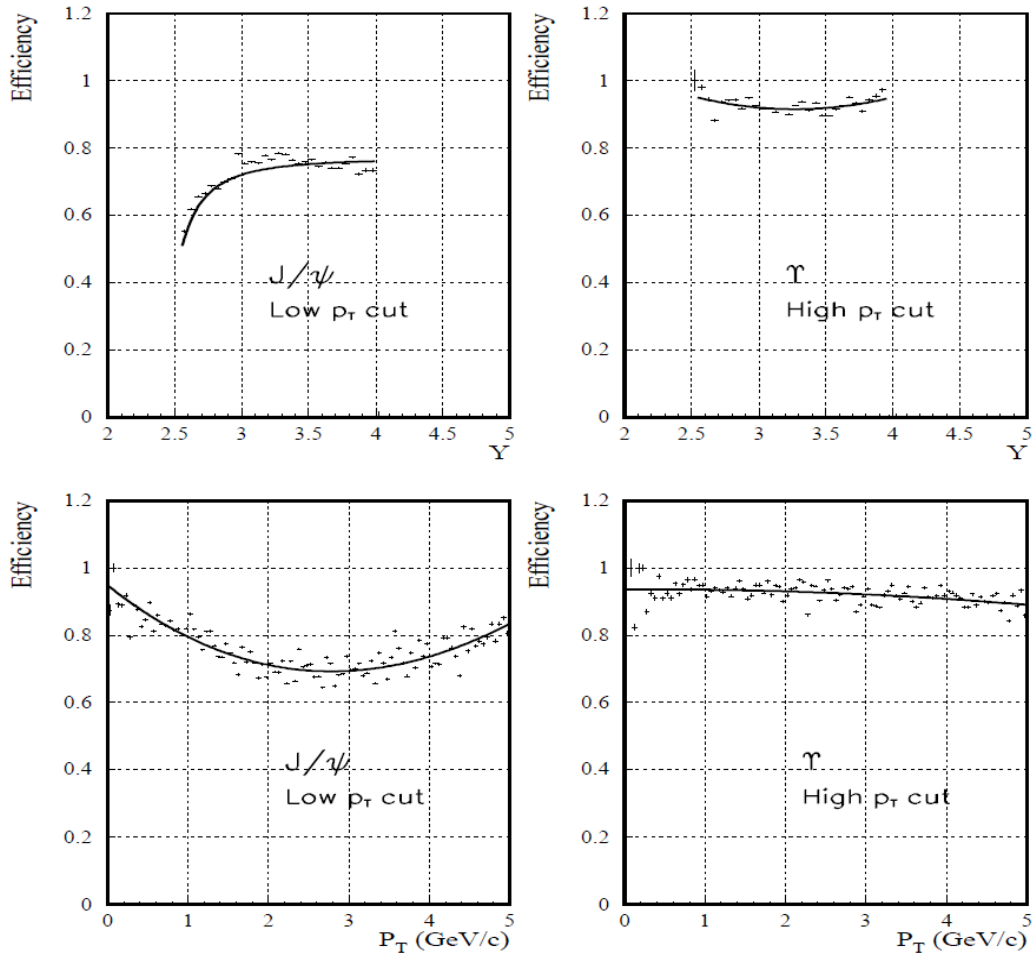 Efficiency
1.2
1
0.8
0.6
0.4
0.2
0
2 2.5 3 3.5 4 4.5 5
Y
J/ψ
Low pT cut
Efficiency
1.2
1
0.8
0.6
0.4
0.2
0
2 2.5 3 3.5 4 4.5 5
Y
ϒ
High pT cut
Efficiency
1.2
1
0.8
0.6
0.4
0.2
0
0 1 2 3 4 5
PT (GeV/c)
J/ψ
Low pT cut
Efficiency
1.2
1
0.8
0.6
0.4
0.2
0
0 1 2 3 4 5
PT (GeV/c)
ϒ
High pT cut